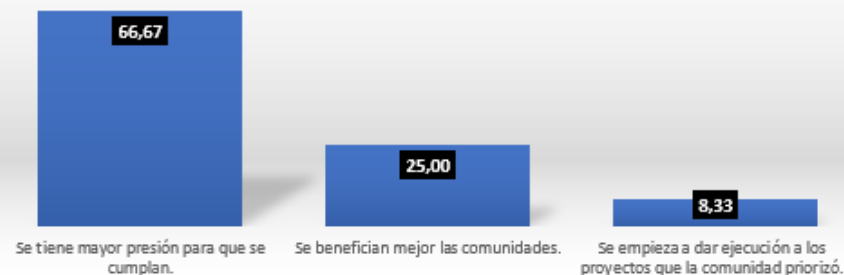 66,67
25,00
8,33
Se tiene mayor presión para que se
cumplan.
Se benefician mejor las comunidades.
Se empieza a dar ejecución a los
proyectos que la comunidad priorizó.